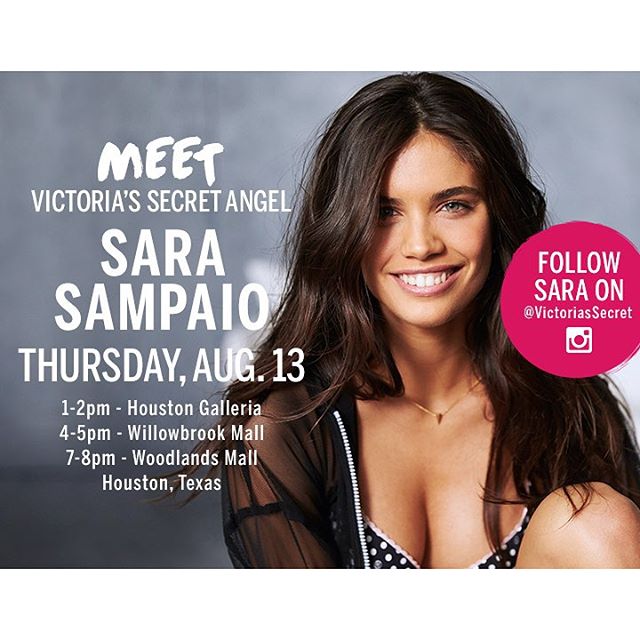 MEET
VICTORIA'S SECRET ANGEL
SARA
SAMPAIO
THURSDAY, AUG. 13
1-2pm - Houston Galleria
4-5pm - Willowbrook Mall
7-8pm - Woodlands Mall
Houston, Texas
FOLLOW
SARA ON
@VictoriasSecret